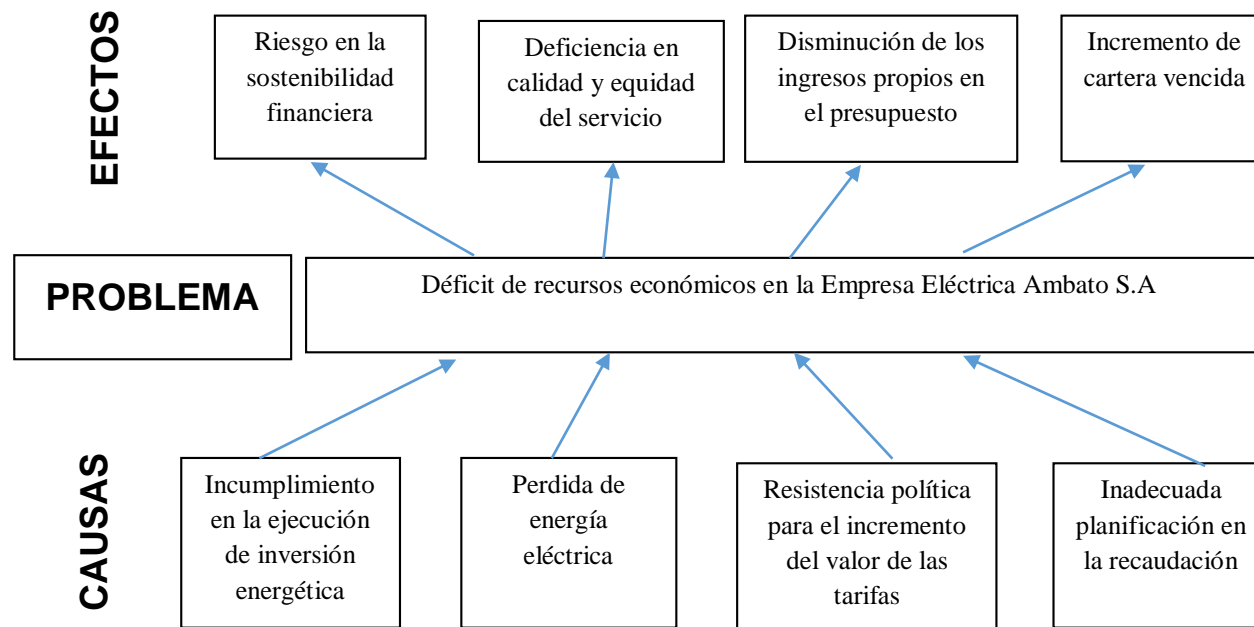 EFECTOS
Riesgo en la
sostenibilidad
financiera
Deficiencia en
calidad y equidad
del servicio
Disminución de los
ingresos propios en
el presupuesto
Incremento de
cartera vencida
PROBLEMA
Déficit de recursos económicos en la Empresa Eléctrica Ambato S.A
CAUSAS
Incumplimiento
en la ejecución
de inversión
energética
Perdida de
energía
eléctrica
Resistencia política
para el incremento
del valor de las
tarifas
Inadecuada
planificación en
la recaudación